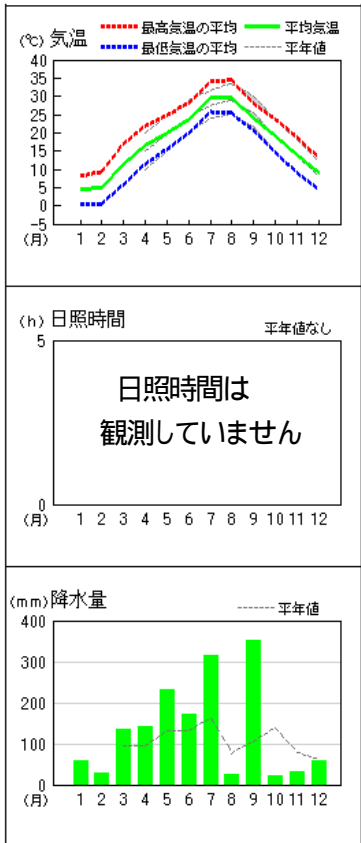 (℃) 気温
最高気温の平均 平均気温
最低気温の平均 平年値
40
35
30
25
20
15
10
5
0
-5
(月) 1 2 3 4 5 6 7 8 9 10 11 12
(h) 日照時間
平年値なし
5
日照時間は
観測していません
0
(月) 1 2 3 4 5 6 7 8 9 10 11 12
(mm) 降水量
平年値
400
300
200
100
0
(月) 1 2 3 4 5 6 7 8 9 10 11 12